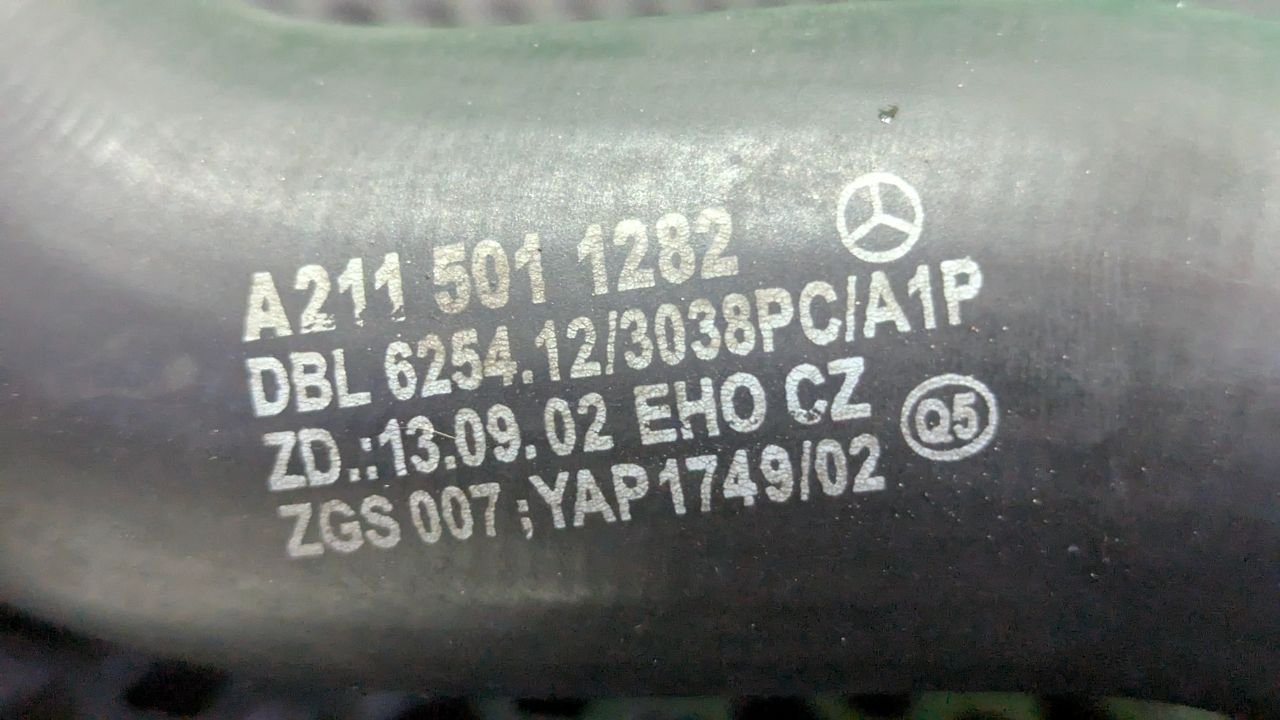 A211 501 1282
DBL 6254.12/3038PC/A1P
ZD.:13.09.02 EHO CZ
ZGS 007 ;YAP1749/02
Q5